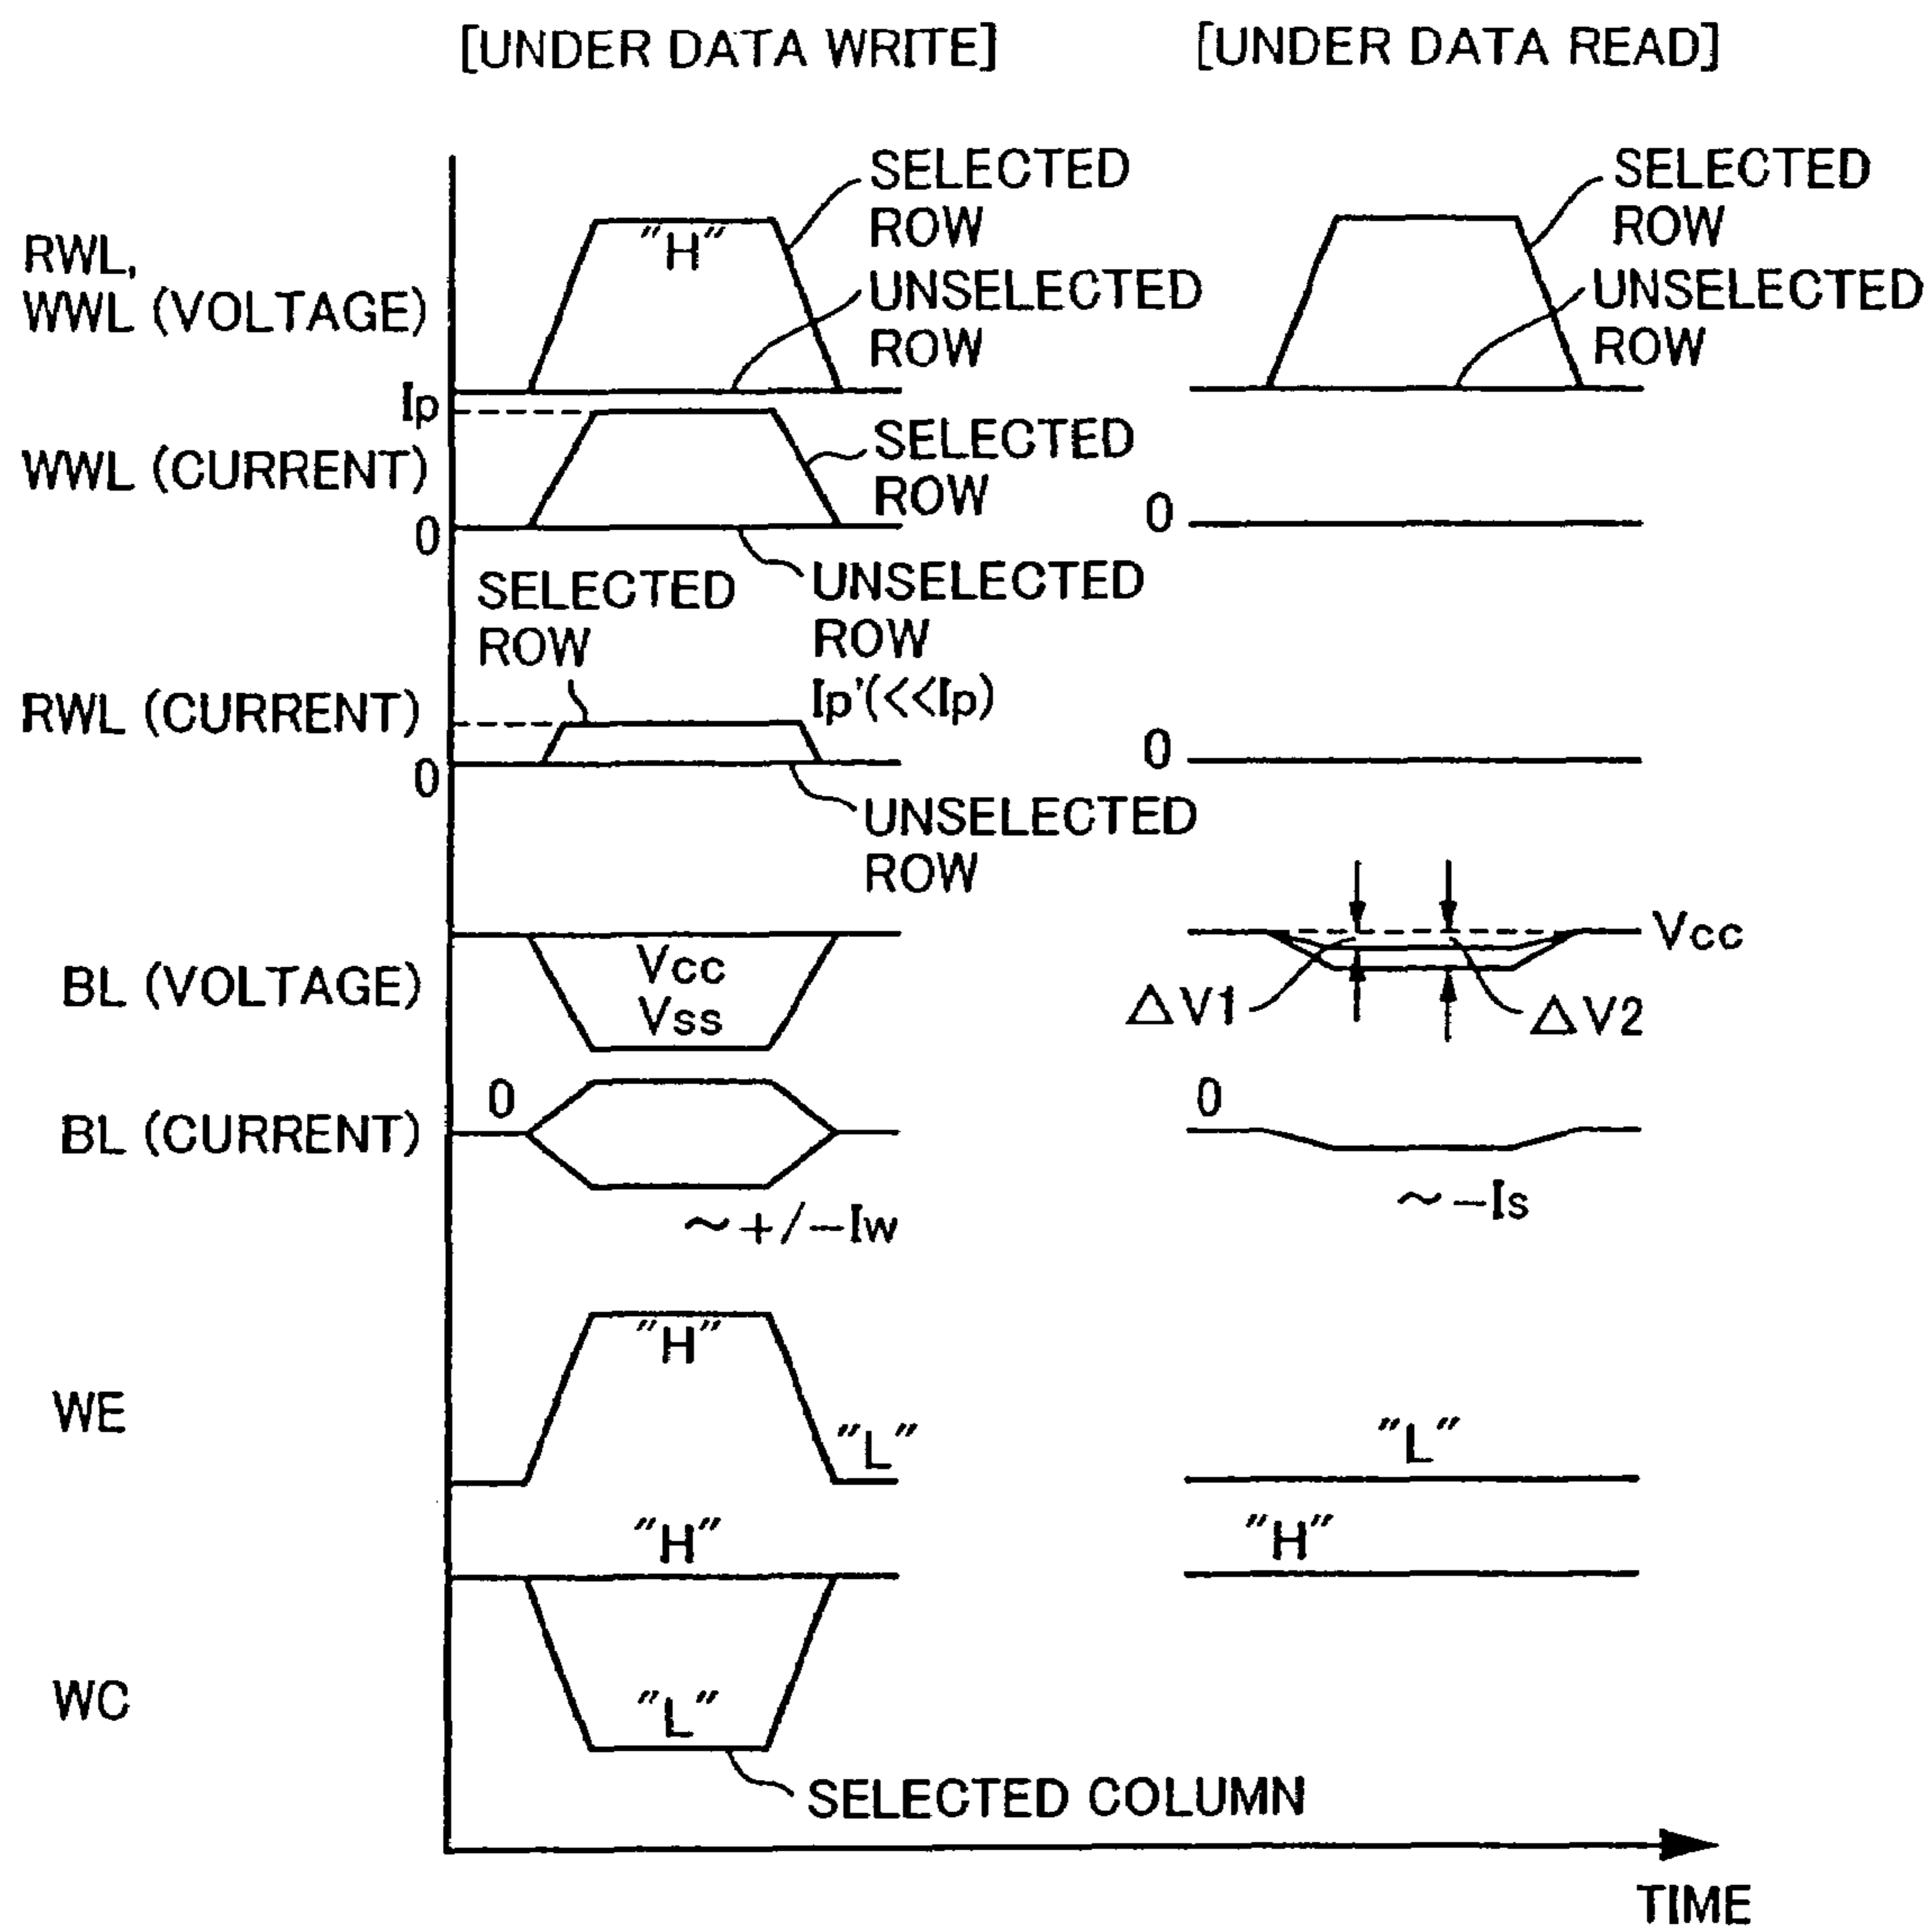 [UNDER DATA WRITE]
[UNDER DATA READ]
RWL,
WWL (VOLTAGE)
"H"
SELECTED
ROW
UNSELECTED
ROW
SELECTED
ROW
UNSELECTED
ROW
Ip
WWL (CURRENT)
0
SELECTED
ROW
UNSELECTED
ROW
0
RWL (CURRENT)
SELECTED
ROW
Ip'(<<Ip)
0
UNSELECTED
ROW
0
BL (VOLTAGE)
Vcc
Vss
Vcc
△V1
△V2
BL (CURRENT)
0
~+/-Iw
0
~-Is
WE
"H"
"L"
"L"
WC
"H"
"L"
SELECTED COLUMN
"H"
TIME